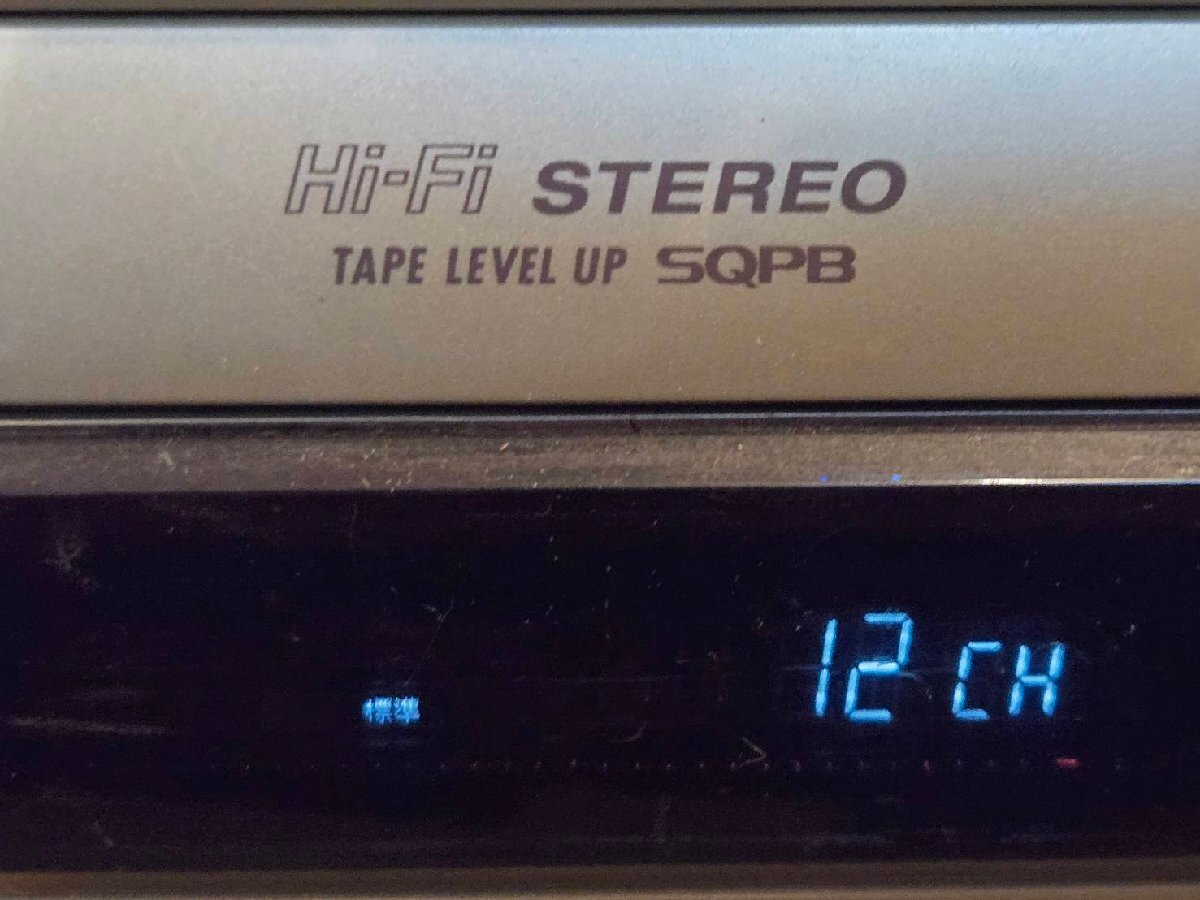 Hi-Fi STEREO
TAPE LEVEL UP SQPB
12 CH
標準